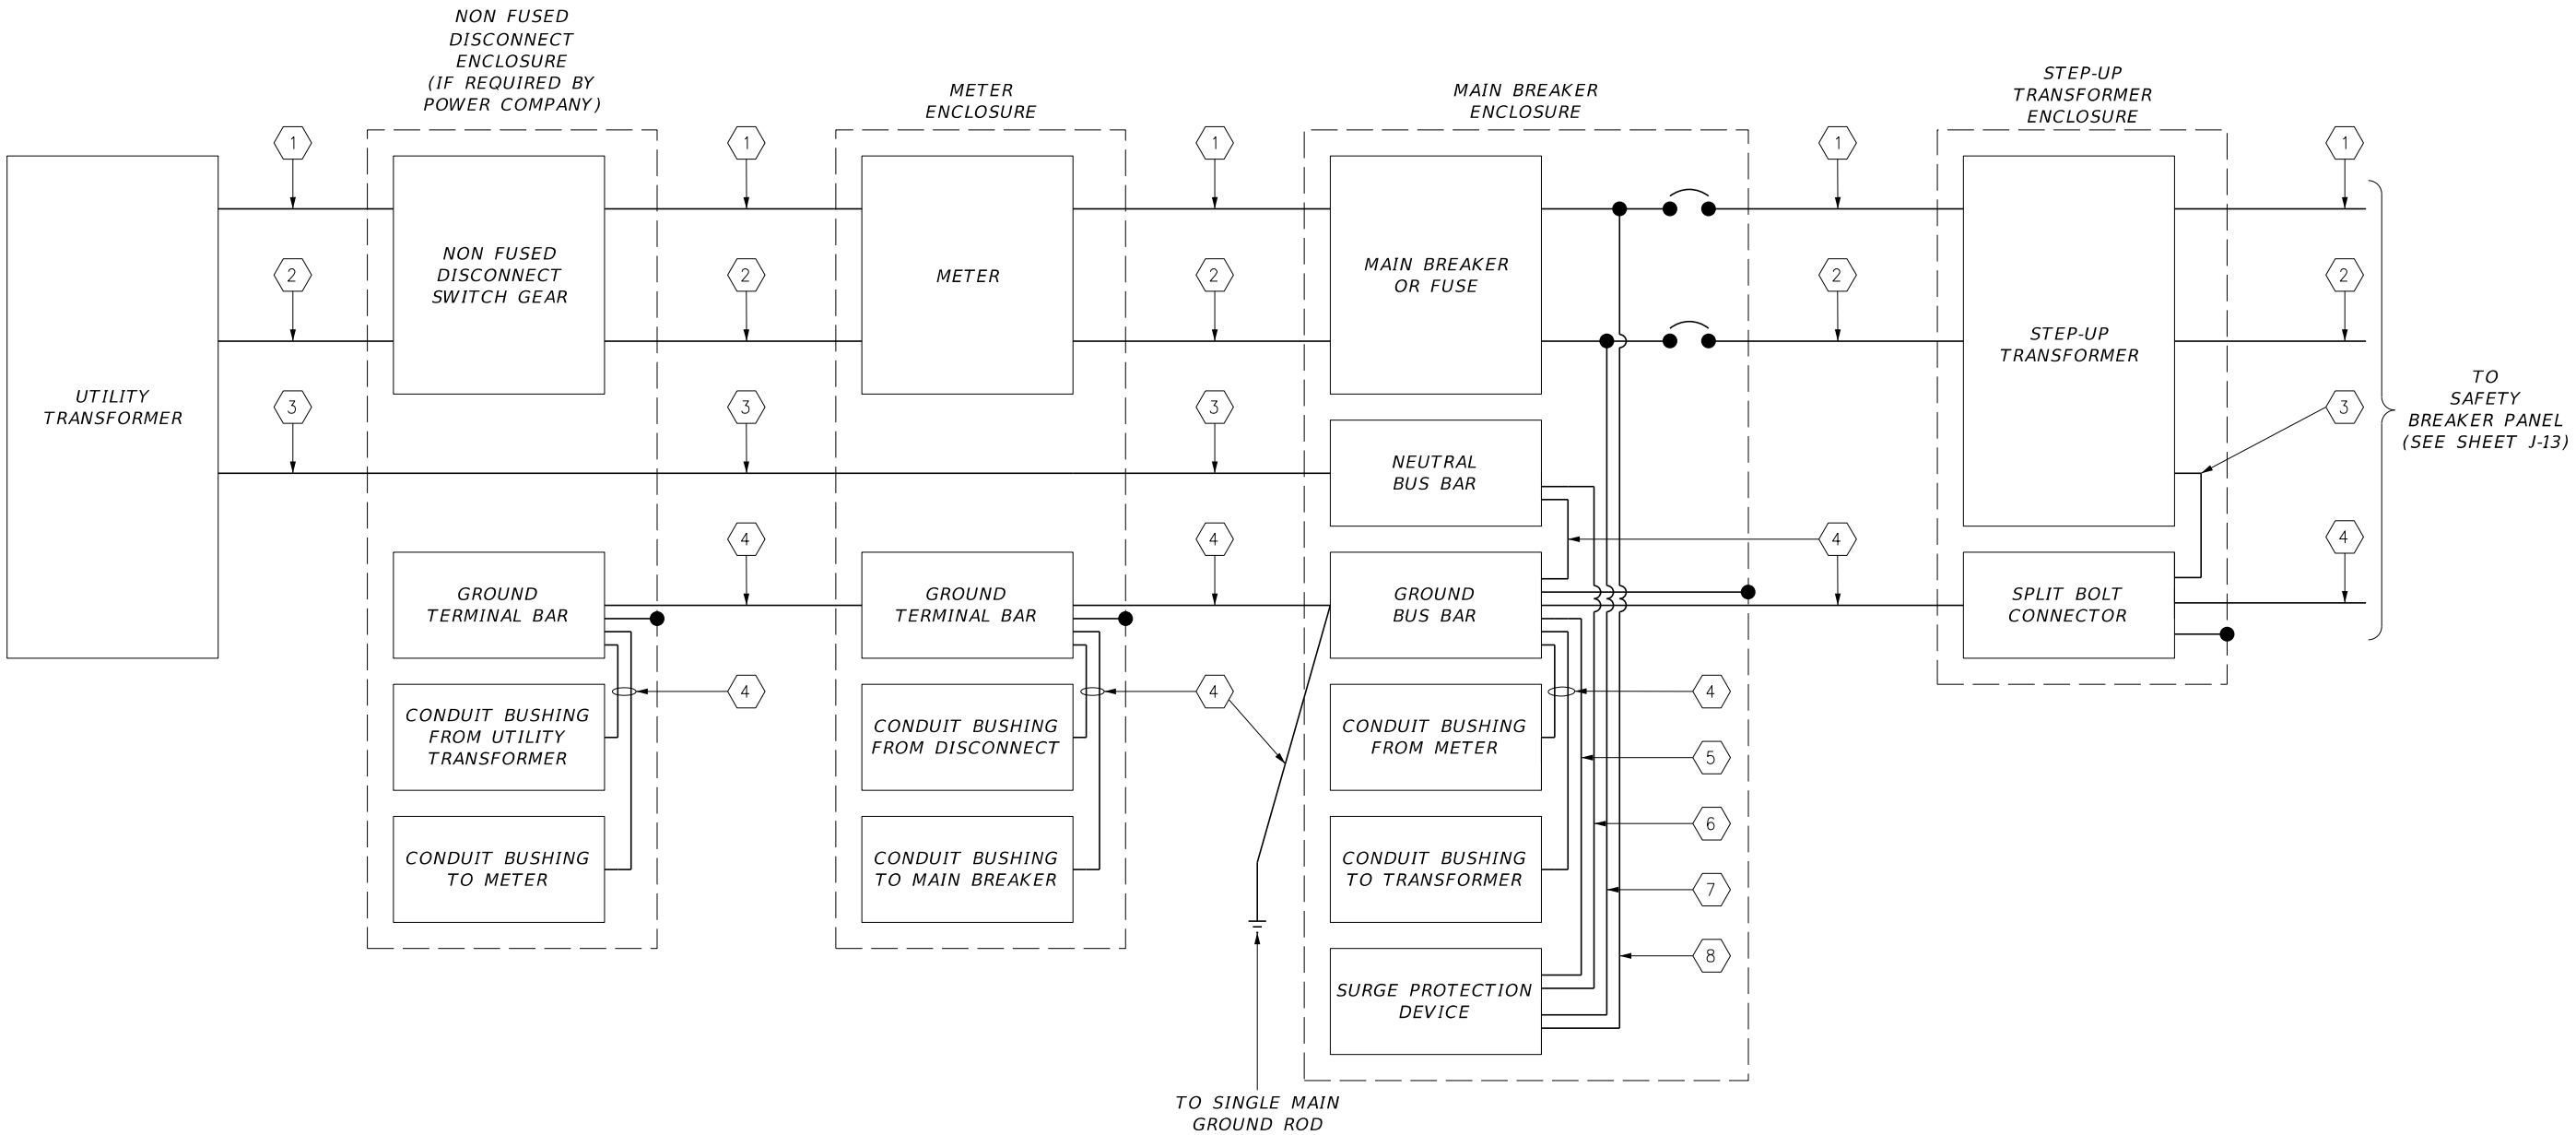 NON FUSED
DISCONNECT
ENCLOSURE
(IF REQUIRED BY
POWER COMPANY)
METER
ENCLOSURE
MAIN BREAKER
ENCLOSURE
STEP-UP
TRANSFORMER
ENCLOSURE
1
1
1
1
1
2
2
2
2
2
3
3
3
3
4
4
4
4
UTILITY
TRANSFORMER
NON FUSED
DISCONNECT
SWITCH GEAR
METER
MAIN BREAKER
OR FUSE
STEP-UP
TRANSFORMER
TO
SAFETY
BREAKER PANEL
(SEE SHEET J-13)
NEUTRAL
BUS BAR
GROUND
TERMINAL BAR
GROUND
TERMINAL BAR
GROUND
BUS BAR
SPLIT BOLT
CONNECTOR
4
4
4
CONDUIT BUSHING
FROM UTILITY
TRANSFORMER
CONDUIT BUSHING
FROM DISCONNECT
CONDUIT BUSHING
FROM METER
5
6
CONDUIT BUSHING
TO METER
CONDUIT BUSHING
TO MAIN BREAKER
CONDUIT BUSHING
TO TRANSFORMER
7
8
SURGE PROTECTION
DEVICE
TO SINGLE MAIN
GROUND ROD